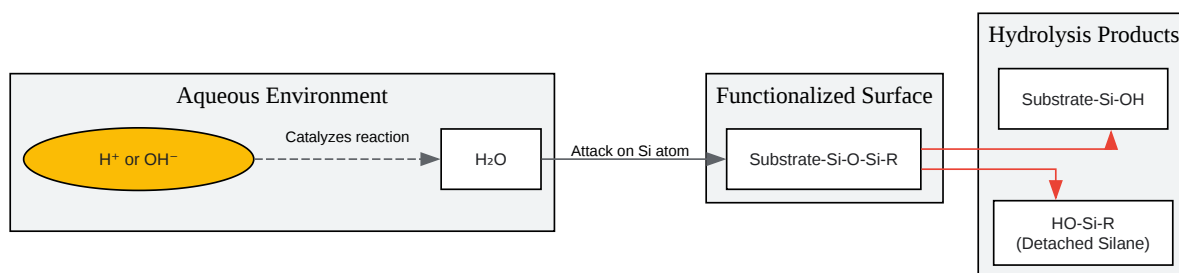 Aqueous Environment
H⁺ or OH⁻
Catalyzes reaction
H₂O
Attack on Si atom
Functionalized Surface
Substrate-Si-O-Si-R
Hydrolysis Products
Substrate-Si-OH
HO-Si-R
(Detached Silane)